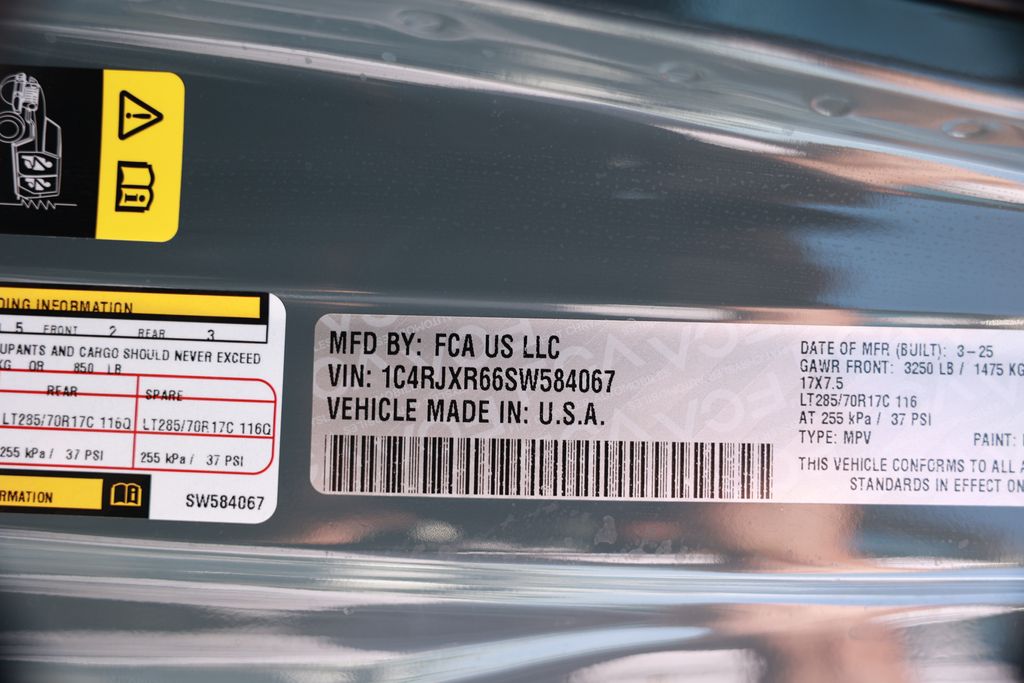 DING INFORMATION
5 FRONT 2 REAR 3
UPANTS AND CARGO SHOULD NEVER EXCEED
KG OR 850 LB
REAR SPARE
LT285/70R17C 116Q LT285/70R17C 116Q
255 kPa / 37 PSI 255 kPa / 37 PSI
RMATION
SW584067
MFD BY: FCA US LLC
VIN: 1C4RJXR66SW584067
VEHICLE MADE IN: U.S.A.
DATE OF MFR (BUILT): 3-25
GAWR FRONT: 3250 LB / 1475 KG
17X7.5
LT285/70R17C 116
AT 255 kPa / 37 PSI
TYPE: MPV PAINT:
THIS VEHICLE CONFORMS TO ALL A
STANDARDS IN EFFECT ON